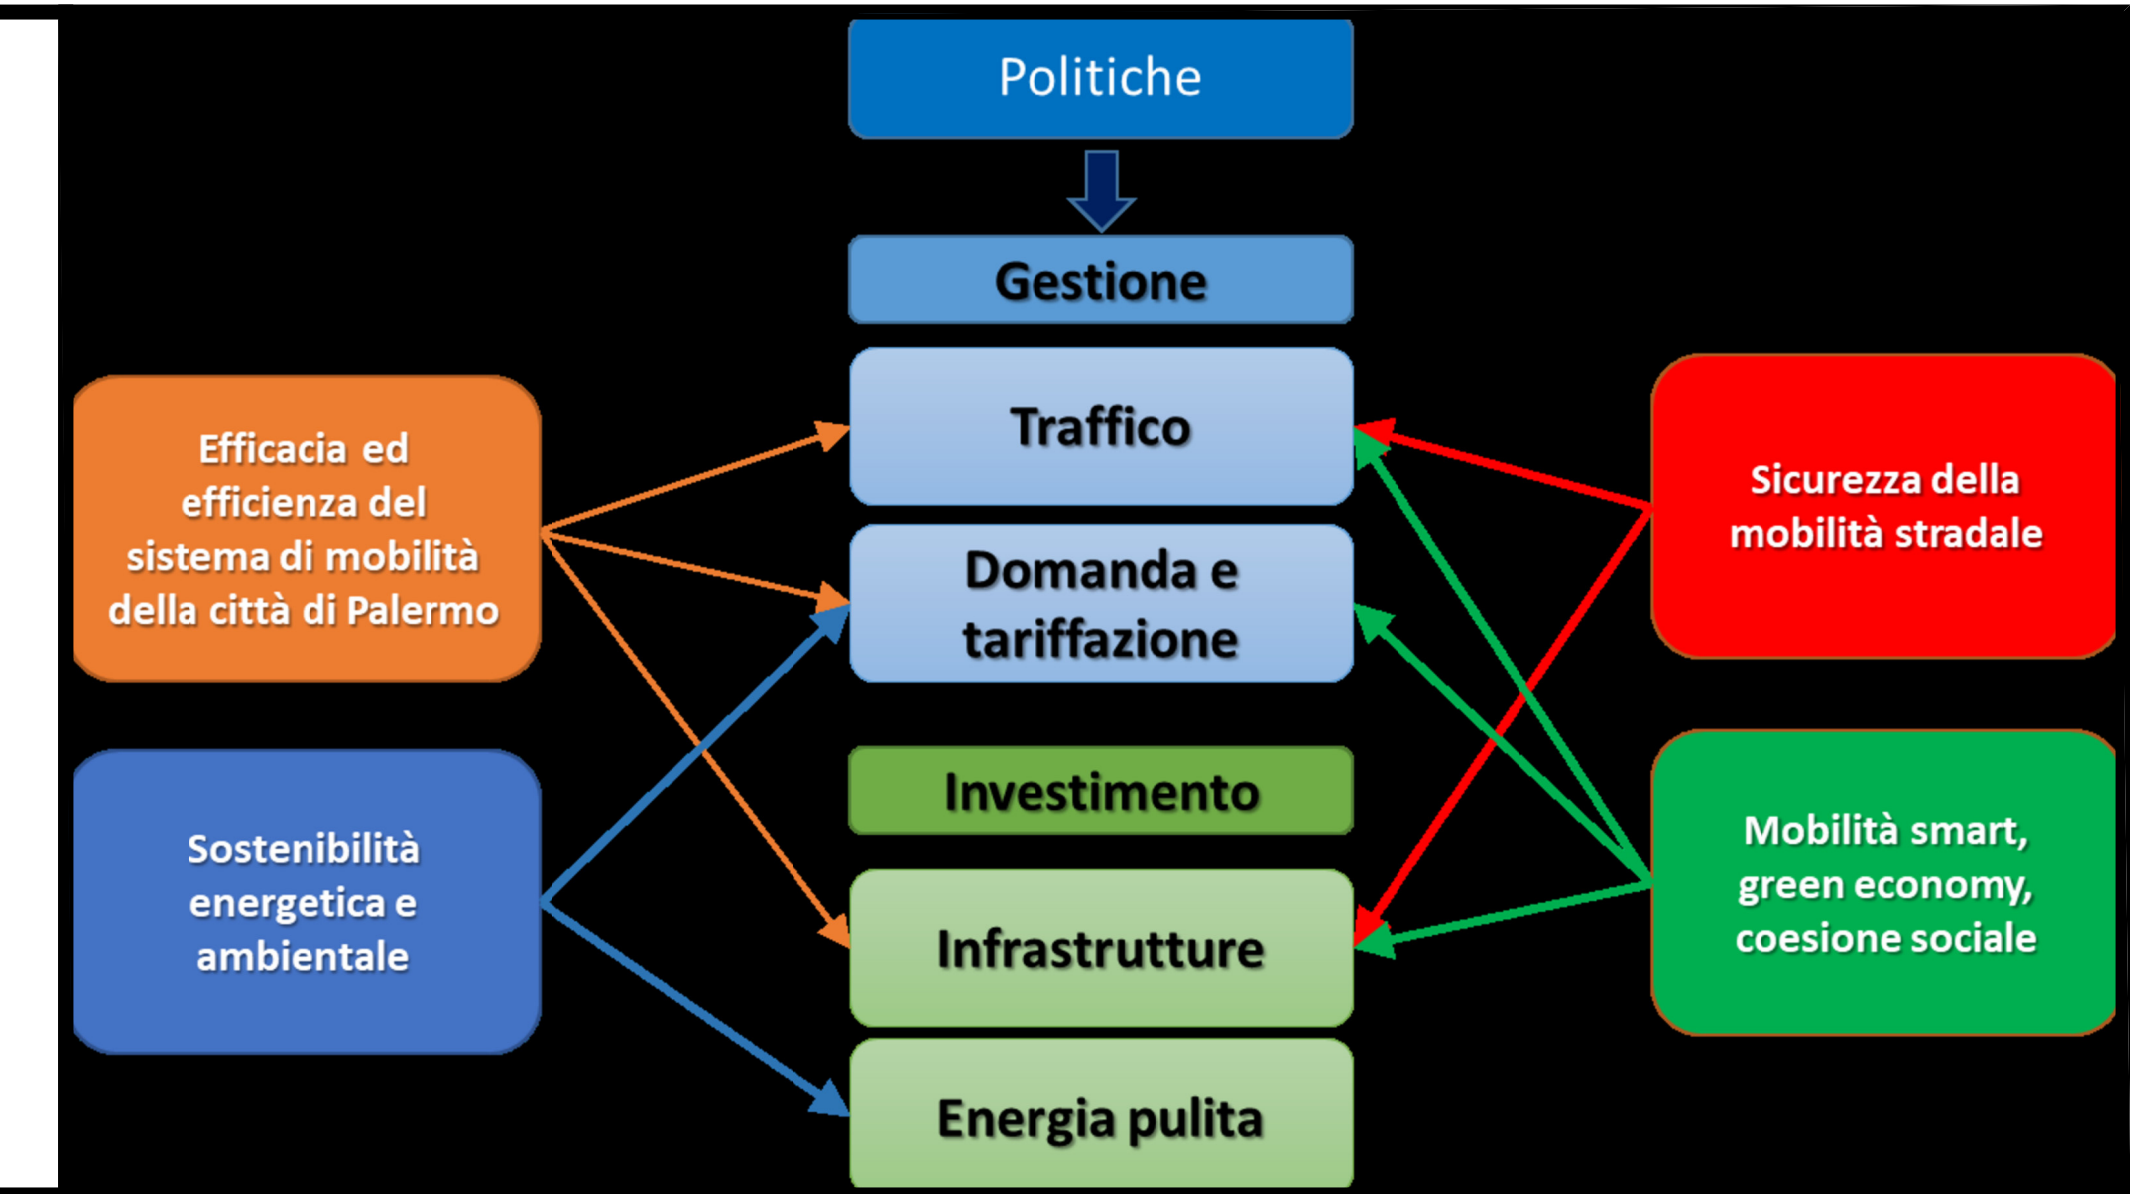 Politiche
Gestione
Traffico
Domanda e
tariffazione
Investimento
Infrastrutture
Energia pulita
Efficacia ed
efficienza del
sistema di mobilità
della città di Palermo
Sostenibilità
energetica e
ambientale
Sicurezza della
mobilità stradale
Mobilità smart,
green economy,
coesione sociale